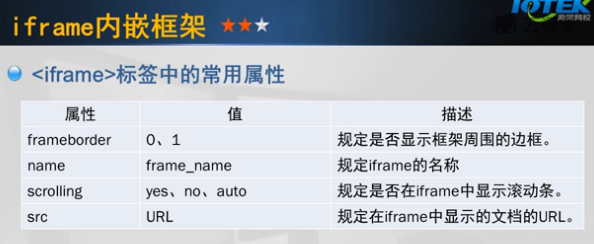 iframe内嵌框架
IOTEK
<iframe>标签中的常用属性
属性 值 描述
frameborder 0、1 规定是否显示框架周围的边框。
name frame_name 规定iframe的名称
scrolling yes、no、auto 规定是否在iframe中显示滚动条。
src URL 规定在iframe中显示的文档的URL。